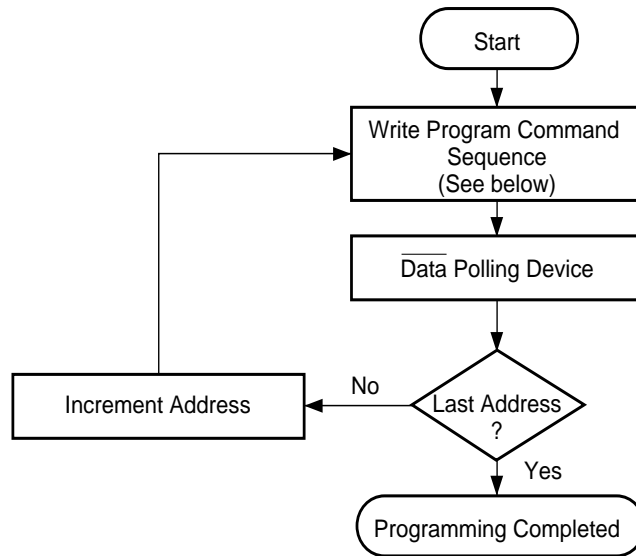 Start
Write Program Command
Sequence
(See below)
Data Polling Device
No
Increment Address
Last Address
?
Yes
Programming Completed